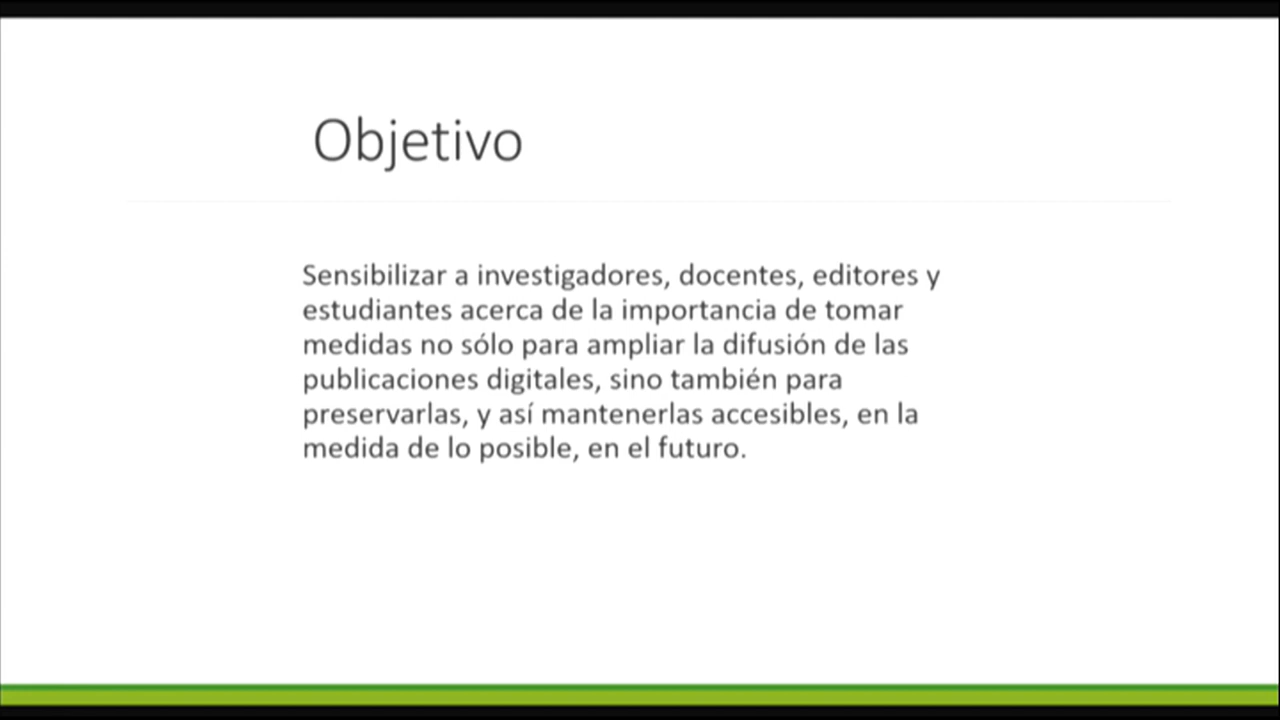 Objetivo
Sensibilizar a investigadores, docentes, editores y
estudiantes acerca de la importancia de tomar
medidas no sólo para ampliar la difusión de las
publicaciones digitales, sino también para
preservarlas, y así mantenerlas accesibles, en la
medida de lo posible, en el futuro.